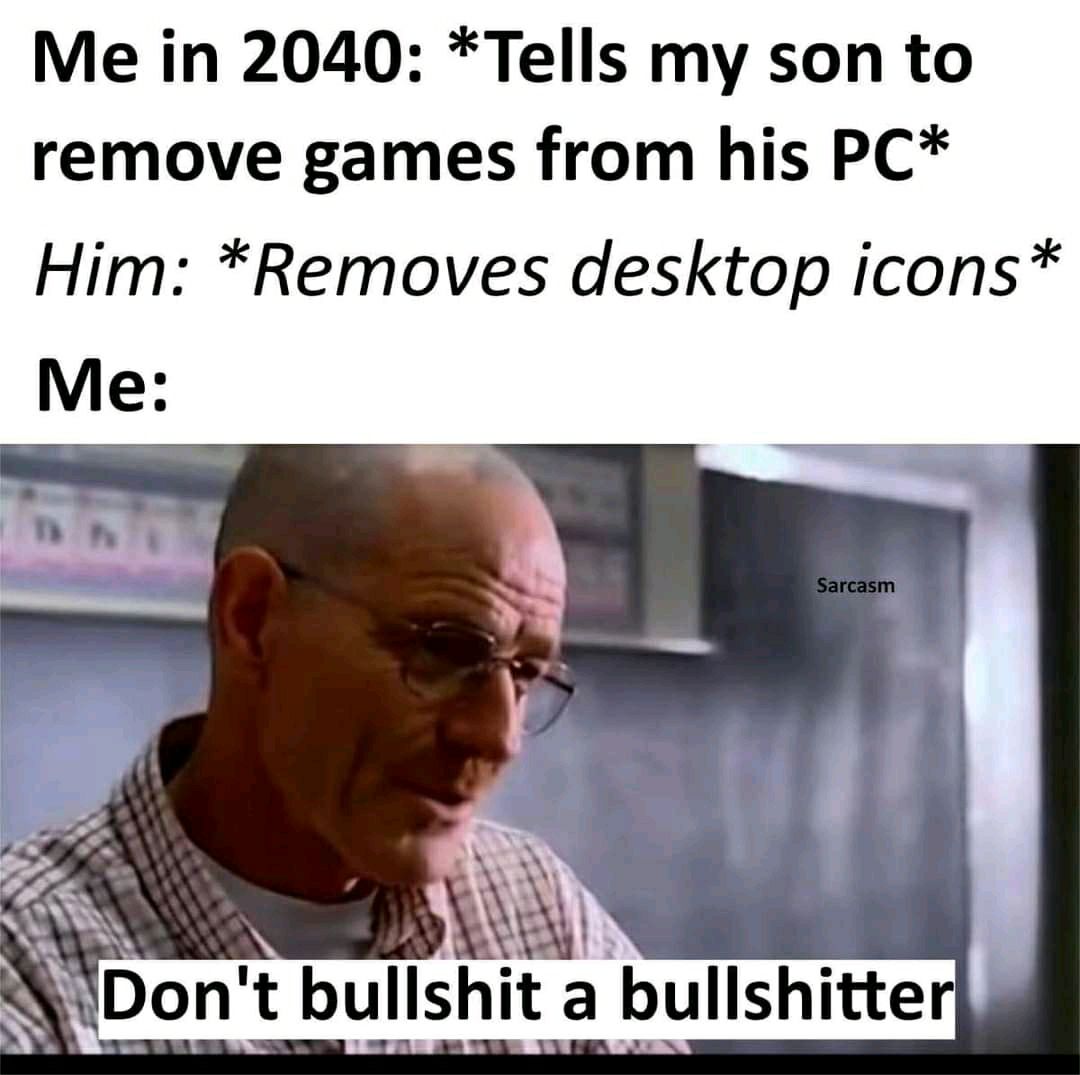 Me in 2040: *Tells my son to
remove games from his PC*
Him: *Removes desktop icons*
Me:
Sarcasm
Don't bullshit a bullshitter